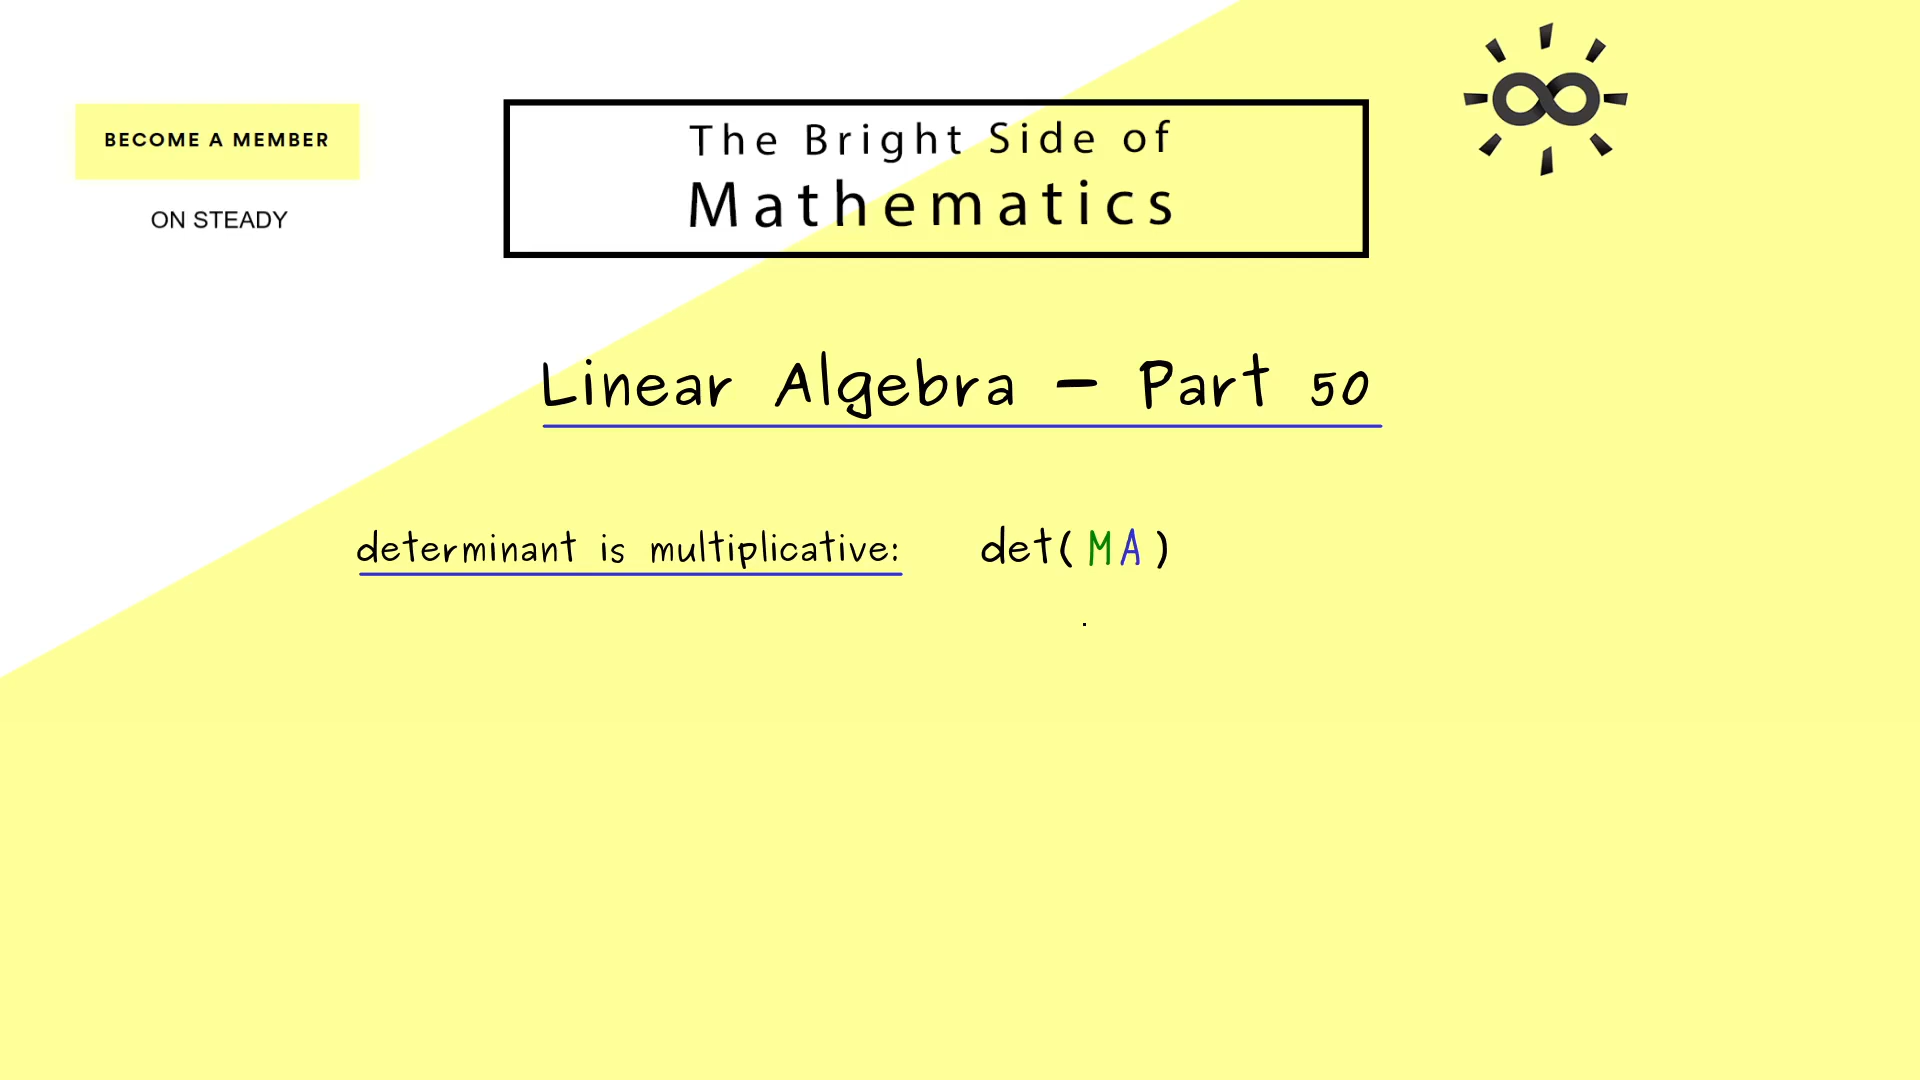 BECOME A MEMBER
ON STEADY
The Bright Side of
Mathematics
Linear Algebra – Part 50
determinant is multiplicative: det(MA)